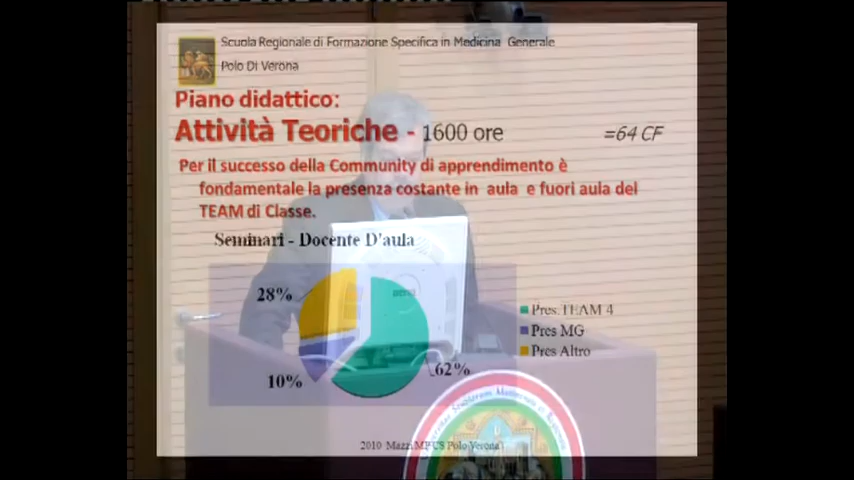 Scuola Regionale di Formazione Specifica in Medicina Generale
Polo Di Verona
Piano didattico:
Attività Teoriche - 1600 ore =64 CF
Per il successo della Community di apprendimento è
fondamentale la presenza costante in aula e fuori aula del
TEAM di Classe.
Seminari - Docente D'aula
28%
Pres TEAM 4
Pres MG
Pres Altro
62%
10%
2010 Mazzi Polo Verona